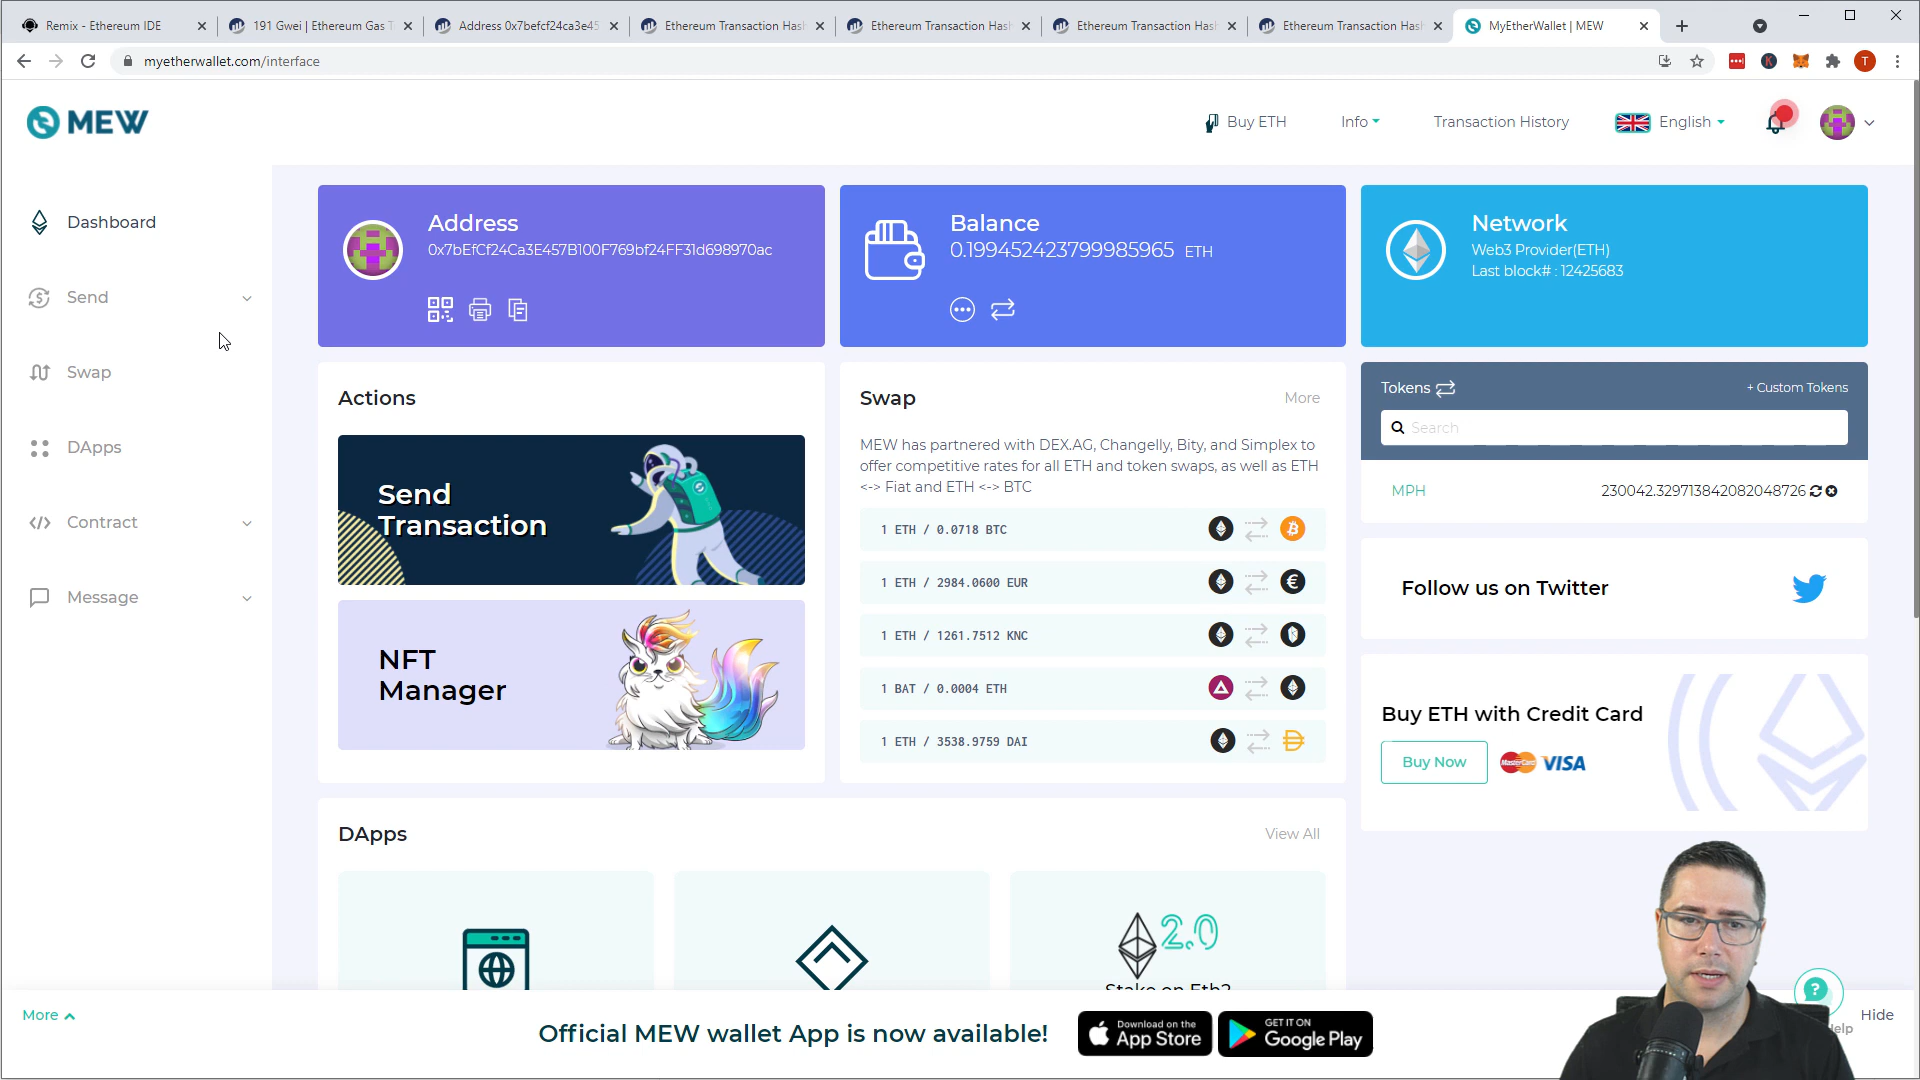 Remix - Ethereum IDE
191 Gwei | Ethereum Gas T
Address 0x7befcf24ca3e45
Ethereum Transaction Hash
Ethereum Transaction Hash
Ethereum Transaction Hash
Ethereum Transaction Hash
MyEtherWallet | MEW
myetherwallet.com/interface
K
T
MEW
Buy ETH
Info
Transaction History
English
Dashboard
Send
Swap
DApps
Contract
Message
Address
0x7bEfCf24Ca3E457B100F769bf24FF31d698970ac
Balance
0.199452423799985965 ETH
Network
Web3 Provider(ETH)
Last block# : 12425683
Actions
Send
Transaction
NFT
Manager
Swap
More
MEW has partnered with DEX.AG, Changelly, Bity, and Simplex to
offer competitive rates for all ETH and token swaps, as well as ETH
<-> Fiat and ETH <-> BTC
1 ETH / 0.0718 BTC
1 ETH / 2984.0600 EUR
1 ETH / 1261.7512 KNC
1 BAT / 0.0004 ETH
1 ETH / 3538.9759 DAI
Tokens
+ Custom Tokens
Search
MPH
230042.329713842082048726
Follow us on Twitter
Buy ETH with Credit Card
Buy Now
MasterCard
VISA
DApps
View All
2.0
Stake on Eth2
More
Official MEW wallet App is now available!
Download on the
App Store
GET IT ON
Google Play
?
Hide